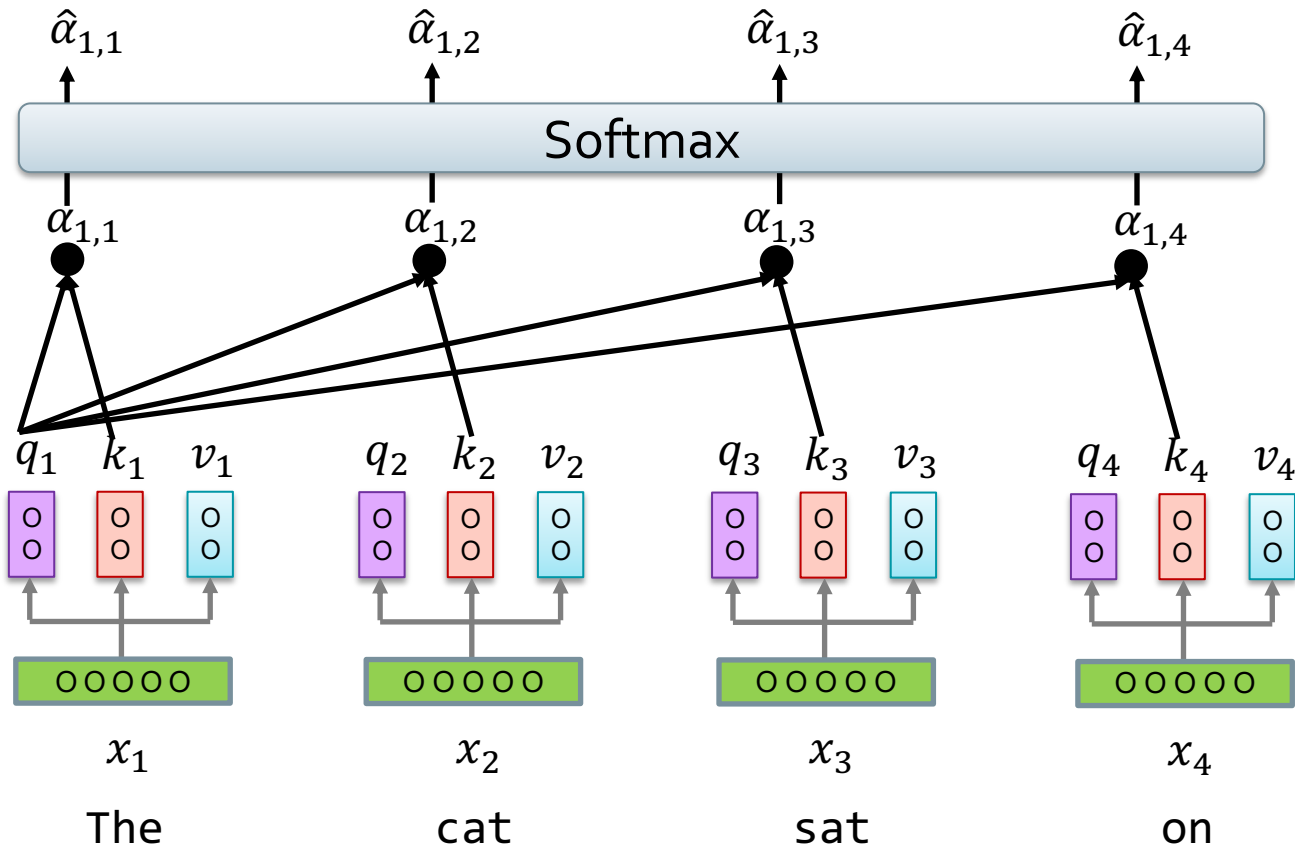 α̂₁,₁ α̂₁,₂ α̂₁,₃ α̂₁,₄
Softmax
α₁,₁ α₁,₂ α₁,₃ α₁,₄
q₁ k₁ v₁ q₂ k₂ v₂ q₃ k₃ v₃ q₄ k₄ v₄
O O O O O O O O O O O O
O O O O O O O O O O O O
O O O O O O O O O O O O O O O O O O O O
x₁ x₂ x₃ x₄
The cat sat on